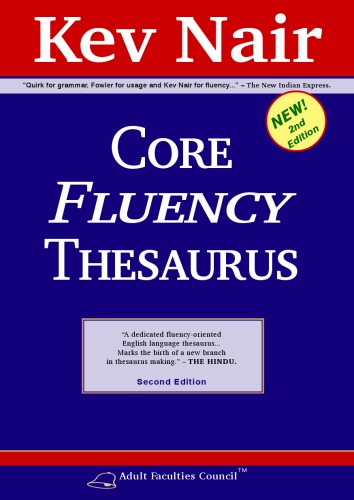 Kev Nair
"Quirk for grammar, Fowler for usage and Kev Nair for fluency..." – The New Indian Express.
NEW!
2nd
Edition
CORE
FLUENCY
THESAURUS
"A dedicated fluency-oriented
English language thesaurus...
Marks the birth of a new branch
in thesaurus making." – THE HINDU.
Second Edition
Adult Faculties Council™